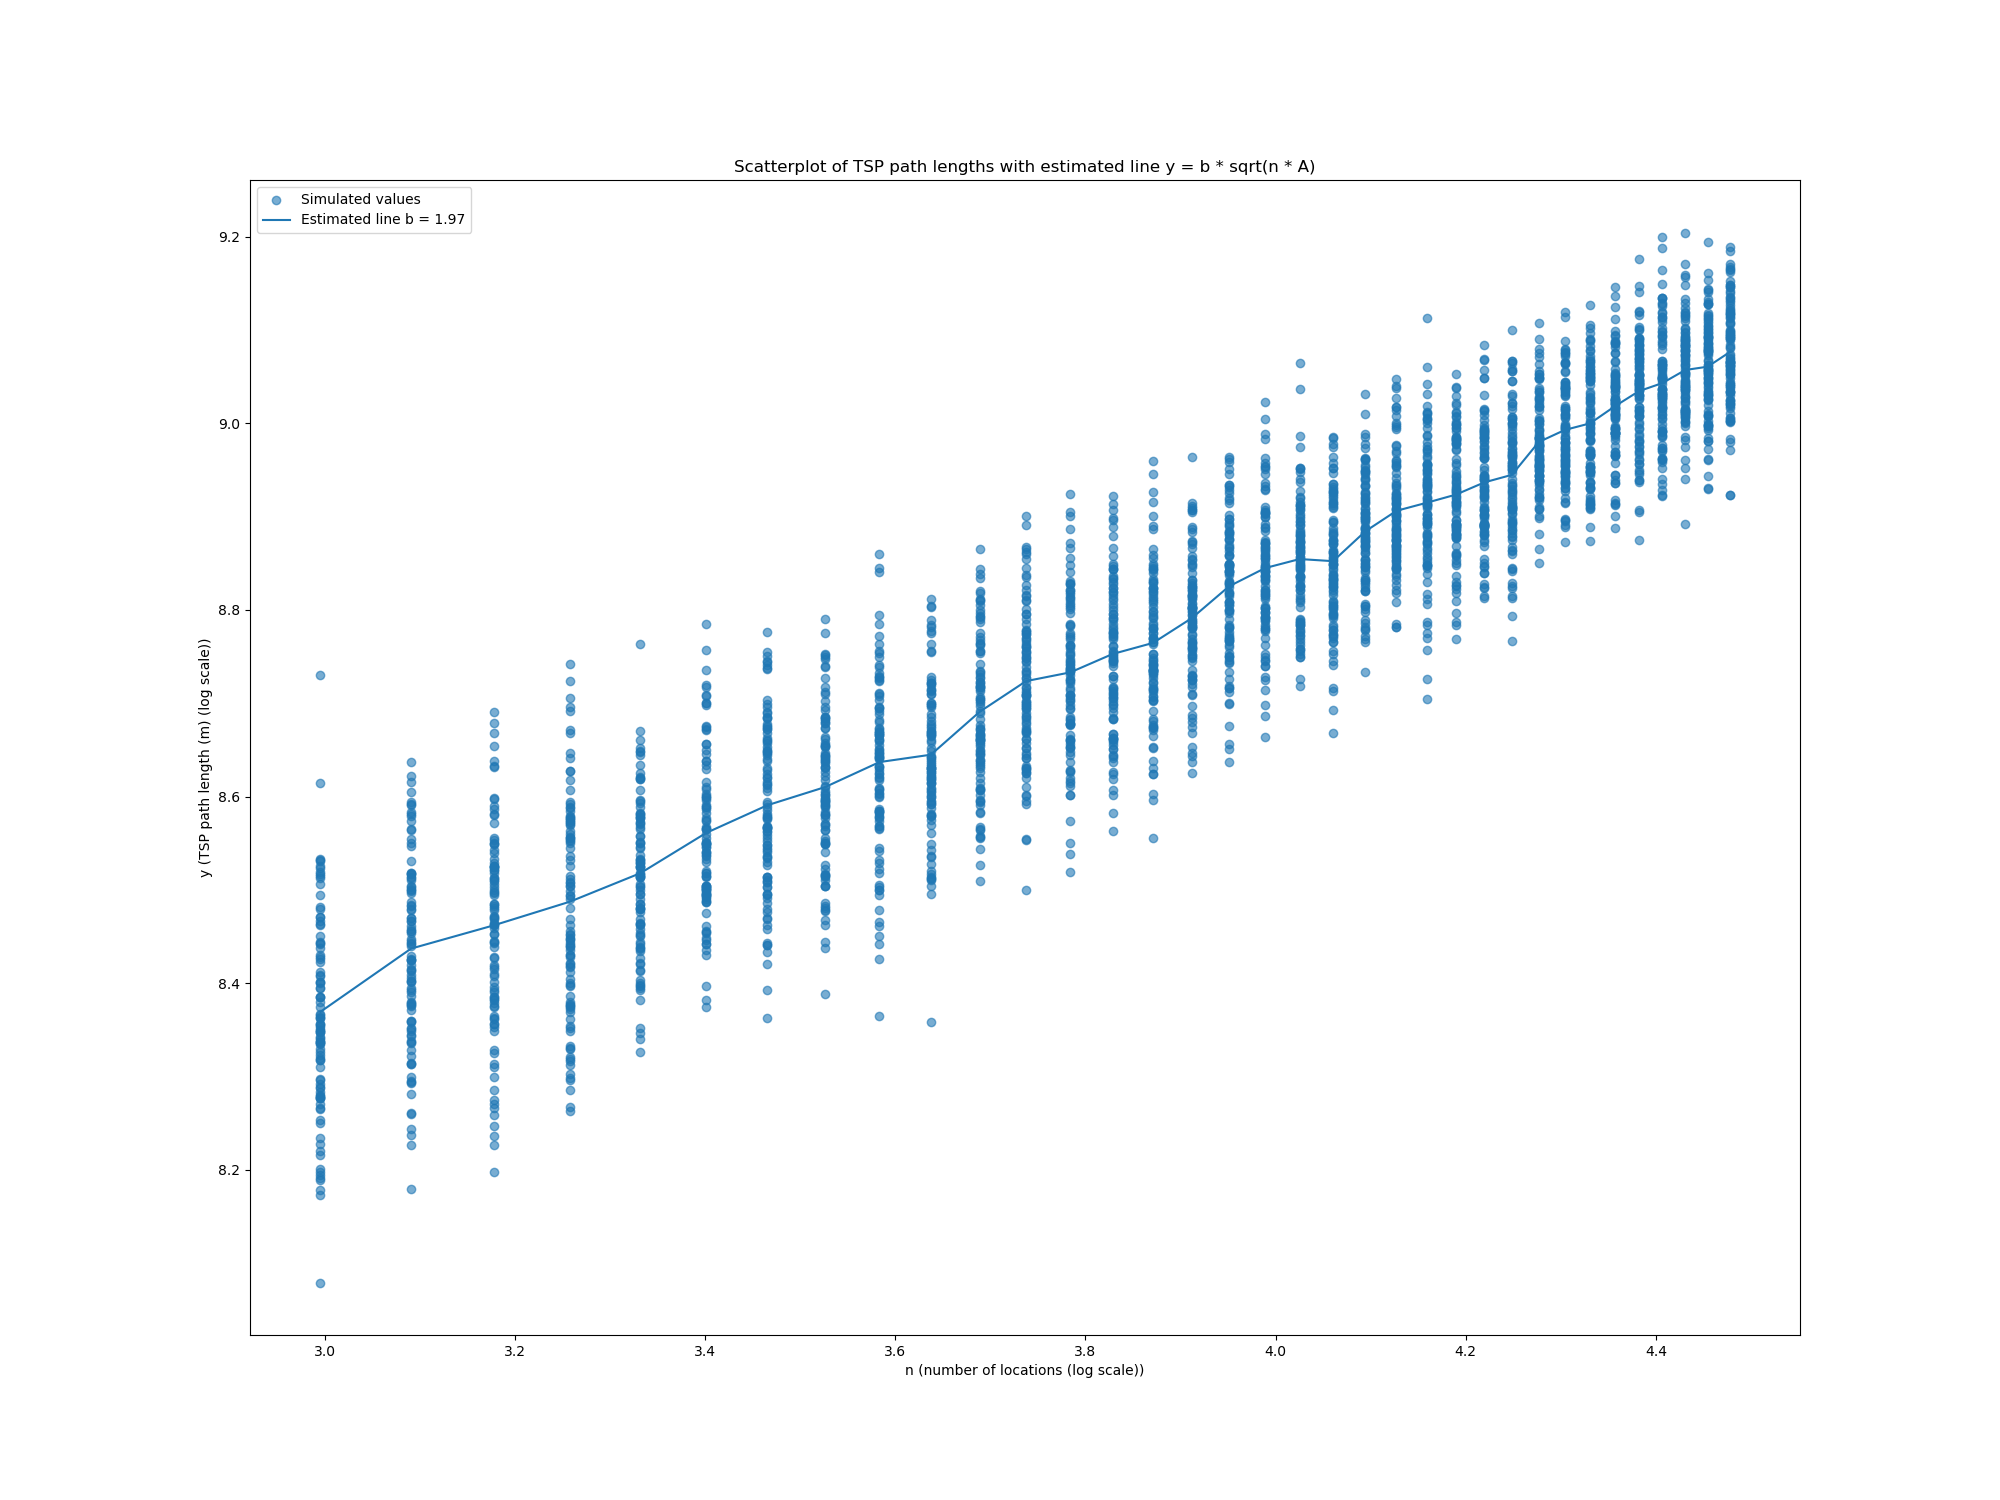 Scatterplot of TSP path lengths with estimated line y = b * sqrt(n * A)
Simulated values
Estimated line b = 1.97
9.2
9.0
8.8
8.6
8.4
8.2
y (TSP path length (m) (log scale))
3.0 3.2 3.4 3.6 3.8 4.0 4.2 4.4
n (number of locations (log scale))